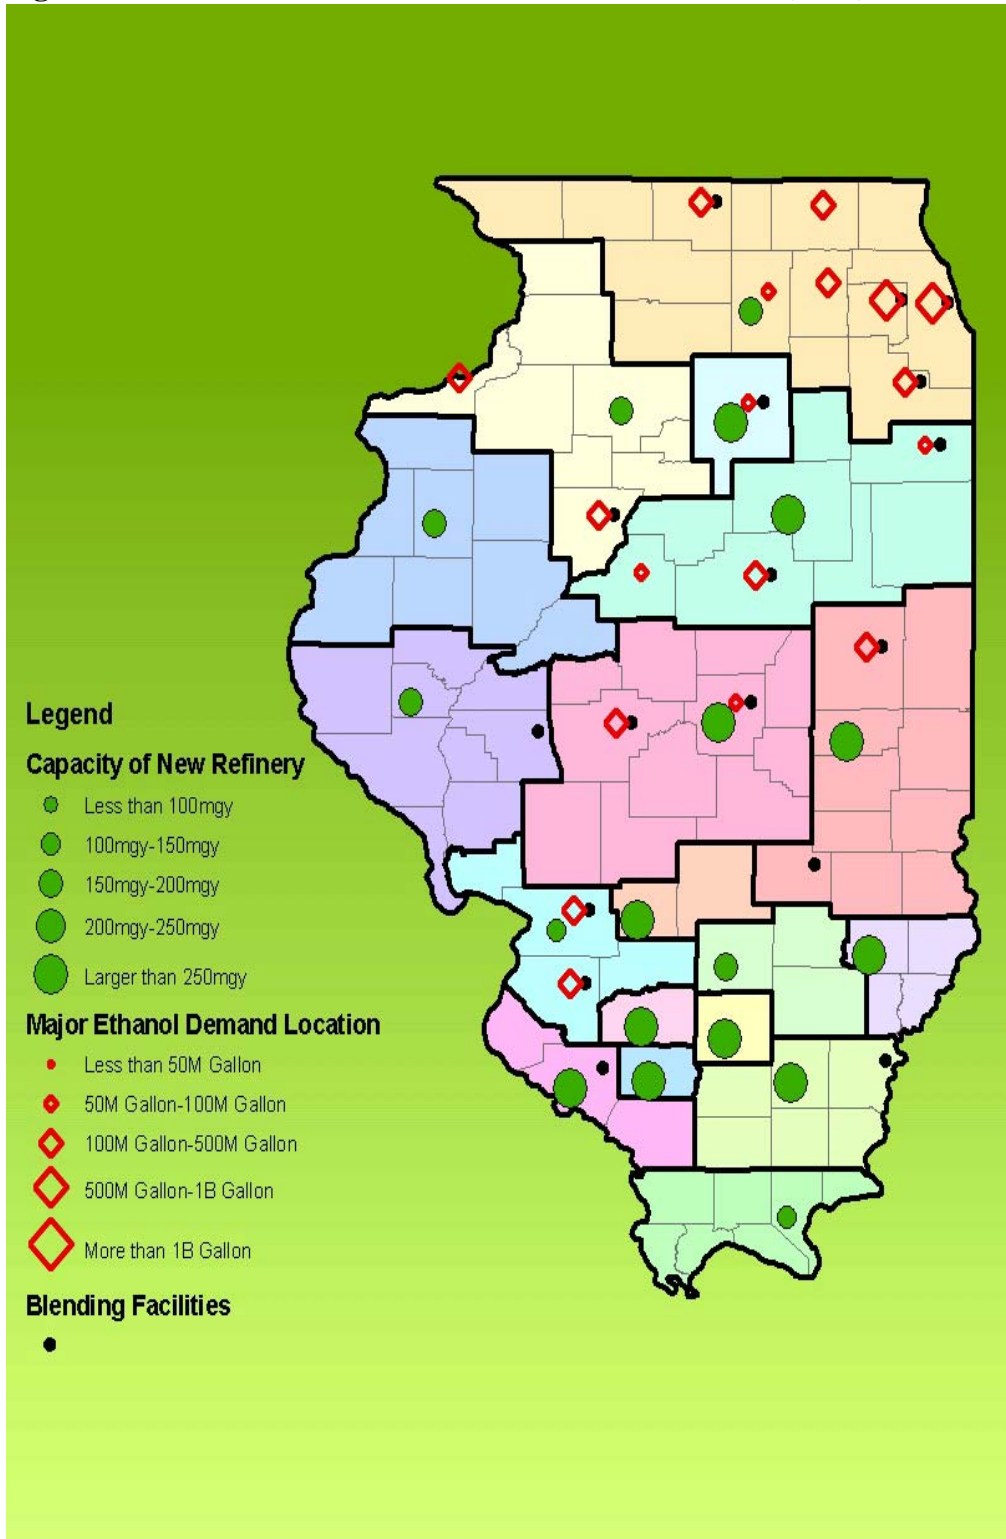 Legend
Capacity of New Refinery
Less than 100mgy
100mgy-150mgy
150mgy-200mgy
200mgy-250mgy
Larger than 250mgy
Major Ethanol Demand Location
Less than 50M Gallon
50M Gallon-100M Gallon
100M Gallon-500M Gallon
500M Gallon-1B Gallon
More than 1B Gallon
Blending Facilities